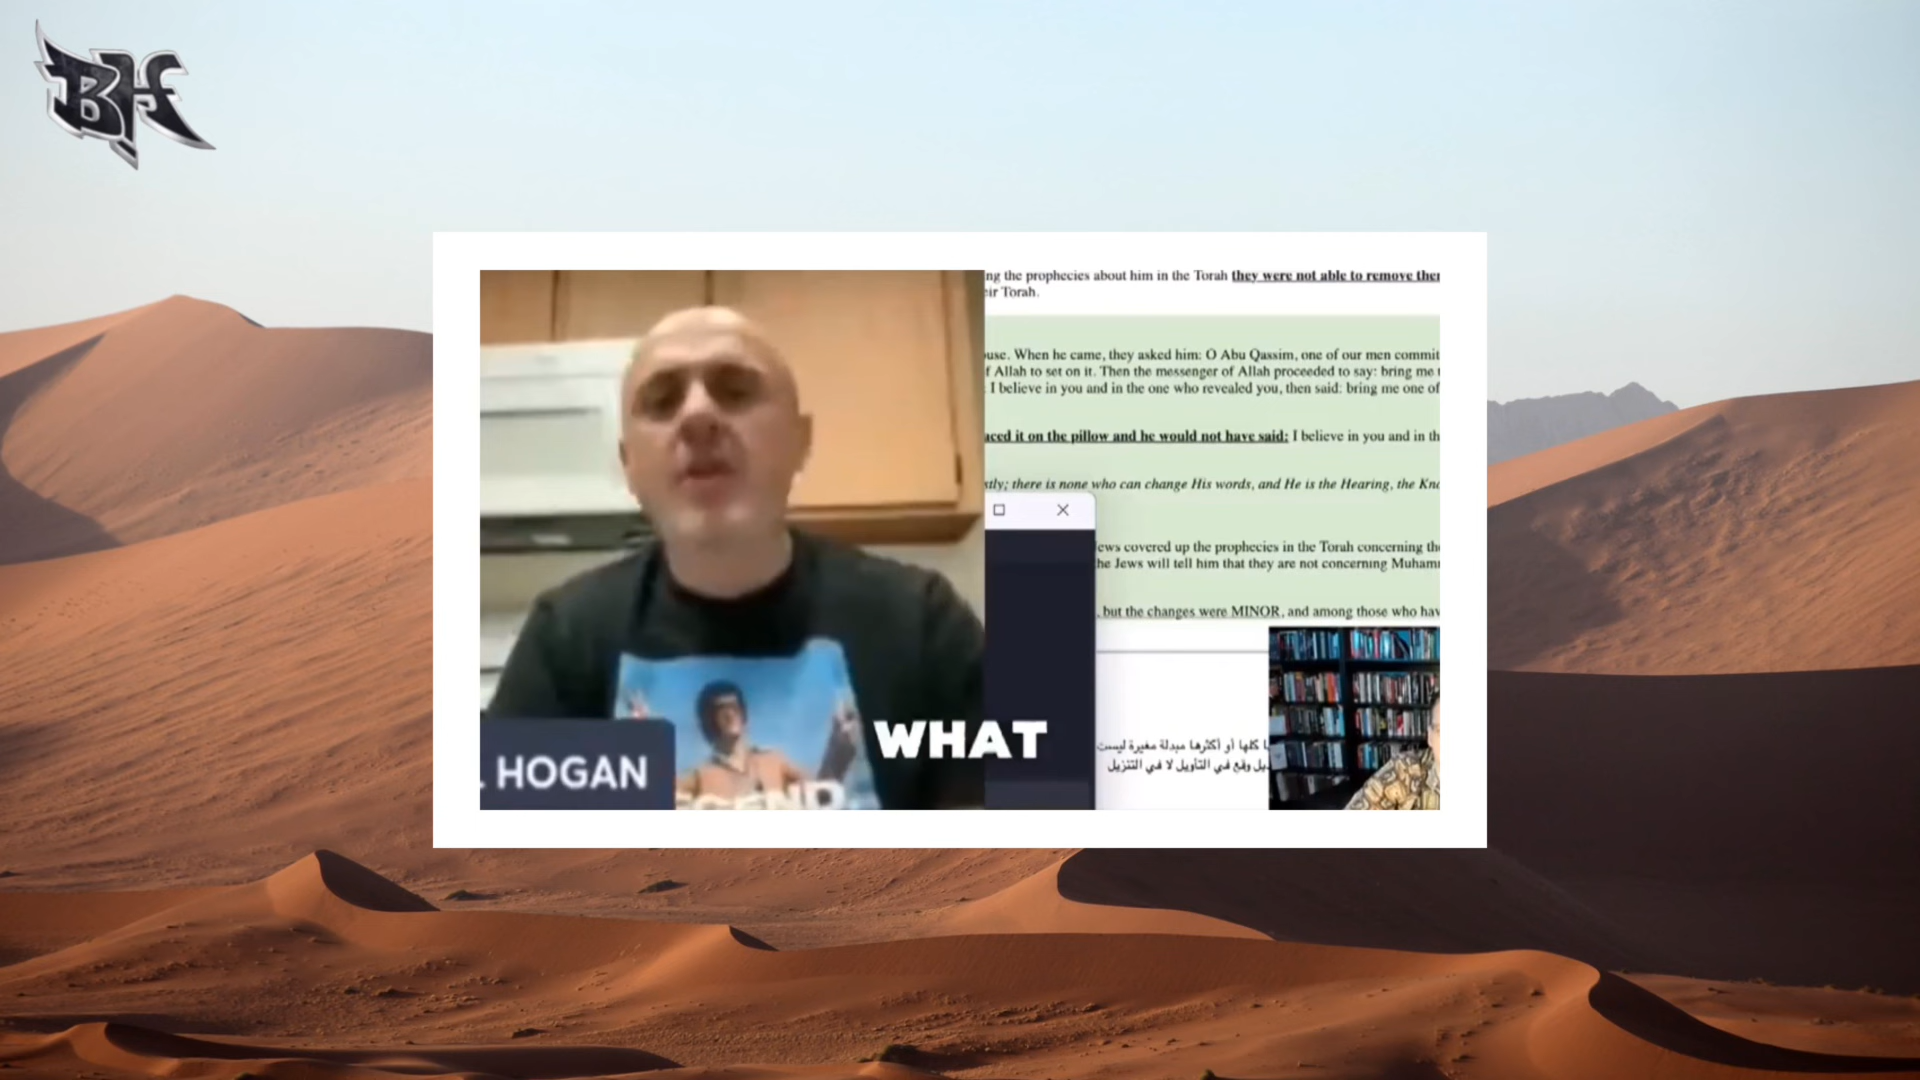 BH
ng the prophecies about him in the Torah they were not able to remove ther
eir Torah.
use. When he came, they asked him: O Abu Qassim, one of our men commit
f Allah to set on it. Then the messenger of Allah proceeded to say: bring me
I believe in you and in the one who revealed you, then said: bring me one of
aced it on the pillow and he would not have said: I believe in you and in th
stly; there is none who can change His words, and He is the Hearing, the Kno
ews covered up the prophecies in the Torah concerning the
he Jews will tell him that they are not concerning Muhamm
, but the changes were MINOR, and among those who hav
ا كلها أو أكثرها مبدلة مغيرة ليست
ديل وقع في التأويل لا في التنزيل
WHAT
. HOGAN
LEGEND